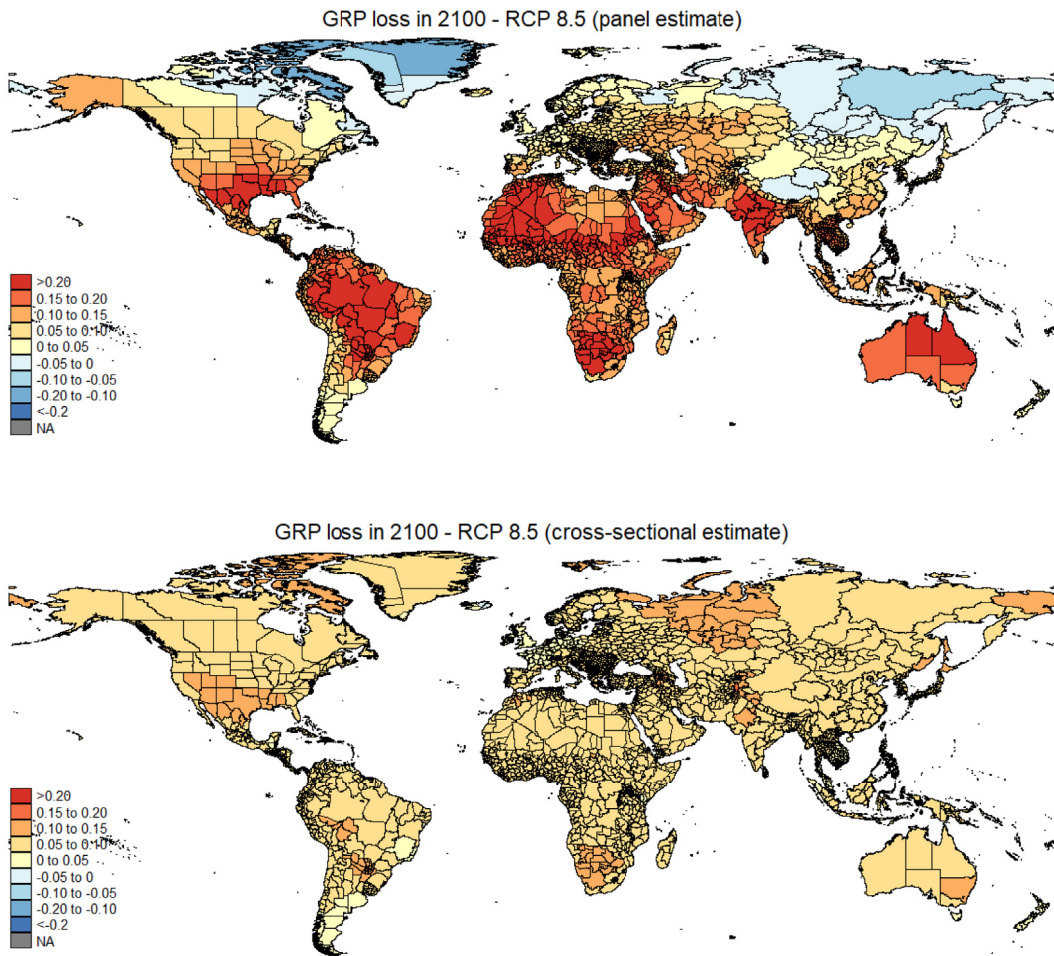 GRP loss in 2100 - RCP 8.5 (panel estimate)
>0.20
0.15 to 0.20
0.10 to 0.15
0.05 to 0.10
0 to 0.05
-0.05 to 0
-0.10 to -0.05
-0.20 to -0.10
<-0.2
NA
GRP loss in 2100 - RCP 8.5 (cross-sectional estimate)
>0.20
0.15 to 0.20
0.10 to 0.15
0.05 to 0.10
0 to 0.05
-0.05 to 0
-0.10 to -0.05
-0.20 to -0.10
<-0.2
NA